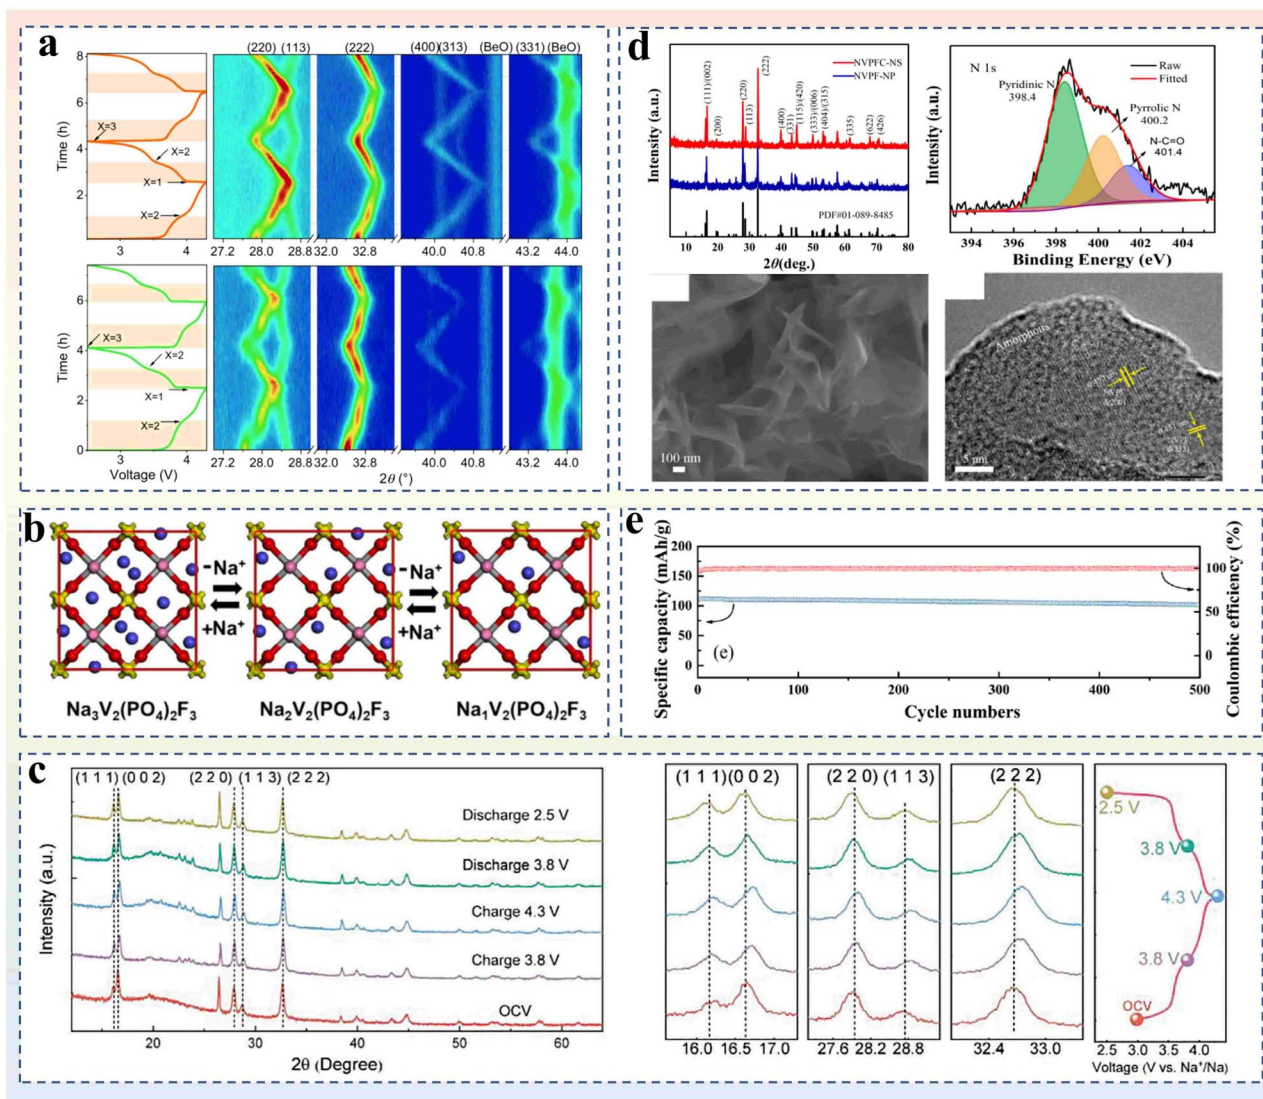 a
(220) (113) (222) (400) (313) (BeO) (331) (BeO)
8
6
4
2
0
Time (h)
X=3
X=2
X=1
X=2
3 4 27.2 28.0 28.8 32.0 32.8 40.0 40.8 43.2 44.0
6
4
2
0
Time (h)
X=3
X=2
X=1
X=2
3 4 27.2 28.0 28.8 32.0 32.8 40.0 40.8 43.2 44.0
Voltage (V) 2θ (°)
b
-Na⁺ -Na⁺
+Na⁺ +Na⁺
Na₃V₂(PO₄)₂F₃ Na₂V₂(PO₄)₂F₃ Na₁V₂(PO₄)₂F₃
c
(1 1 1) (0 0 2) (2 2 0) (1 1 3) (2 2 2)
Discharge 2.5 V
Discharge 3.8 V
Charge 4.3 V
Charge 3.8 V
OCV
Intensity (a.u.)
20 30 40 50 60
2θ (Degree)
(1 1 1) (0 0 2) (2 2 0) (1 1 3) (2 2 2)
2.5 V
3.8 V
4.3 V
3.8 V
OCV
16.0 16.5 17.0 27.6 28.2 28.8 32.4 33.0 2.5 3.0 3.5 4.0
Voltage (V vs. Na⁺/Na)
d
NVPFC-NS
NVPF-NP
(111)/(002)
(200)
(220)
(113)
(222)
(400)
(331)
(115)/(420)
(333)/(006)
(404)/(315)
(335)
(622)
(426)
PDF#01-089-8485
Intensity (a.u.)
10 20 30 40 50 60 70 80
2θ(deg.)
N 1s
Raw
Fitted
Pyridinic N
398.4
Pyrrolic N
400.2
N-C=O
401.4
Intensity (a.u.)
394 396 398 400 402 404
Binding Energy (eV)
100 nm
Amorphous
5 nm
e
Specific capacity (mAh/g)
200
175
150
125
100
75
50
25
0
(e)
100
50
0
Coulombic efficiency (%)
0 100 200 300 400 500
Cycle numbers